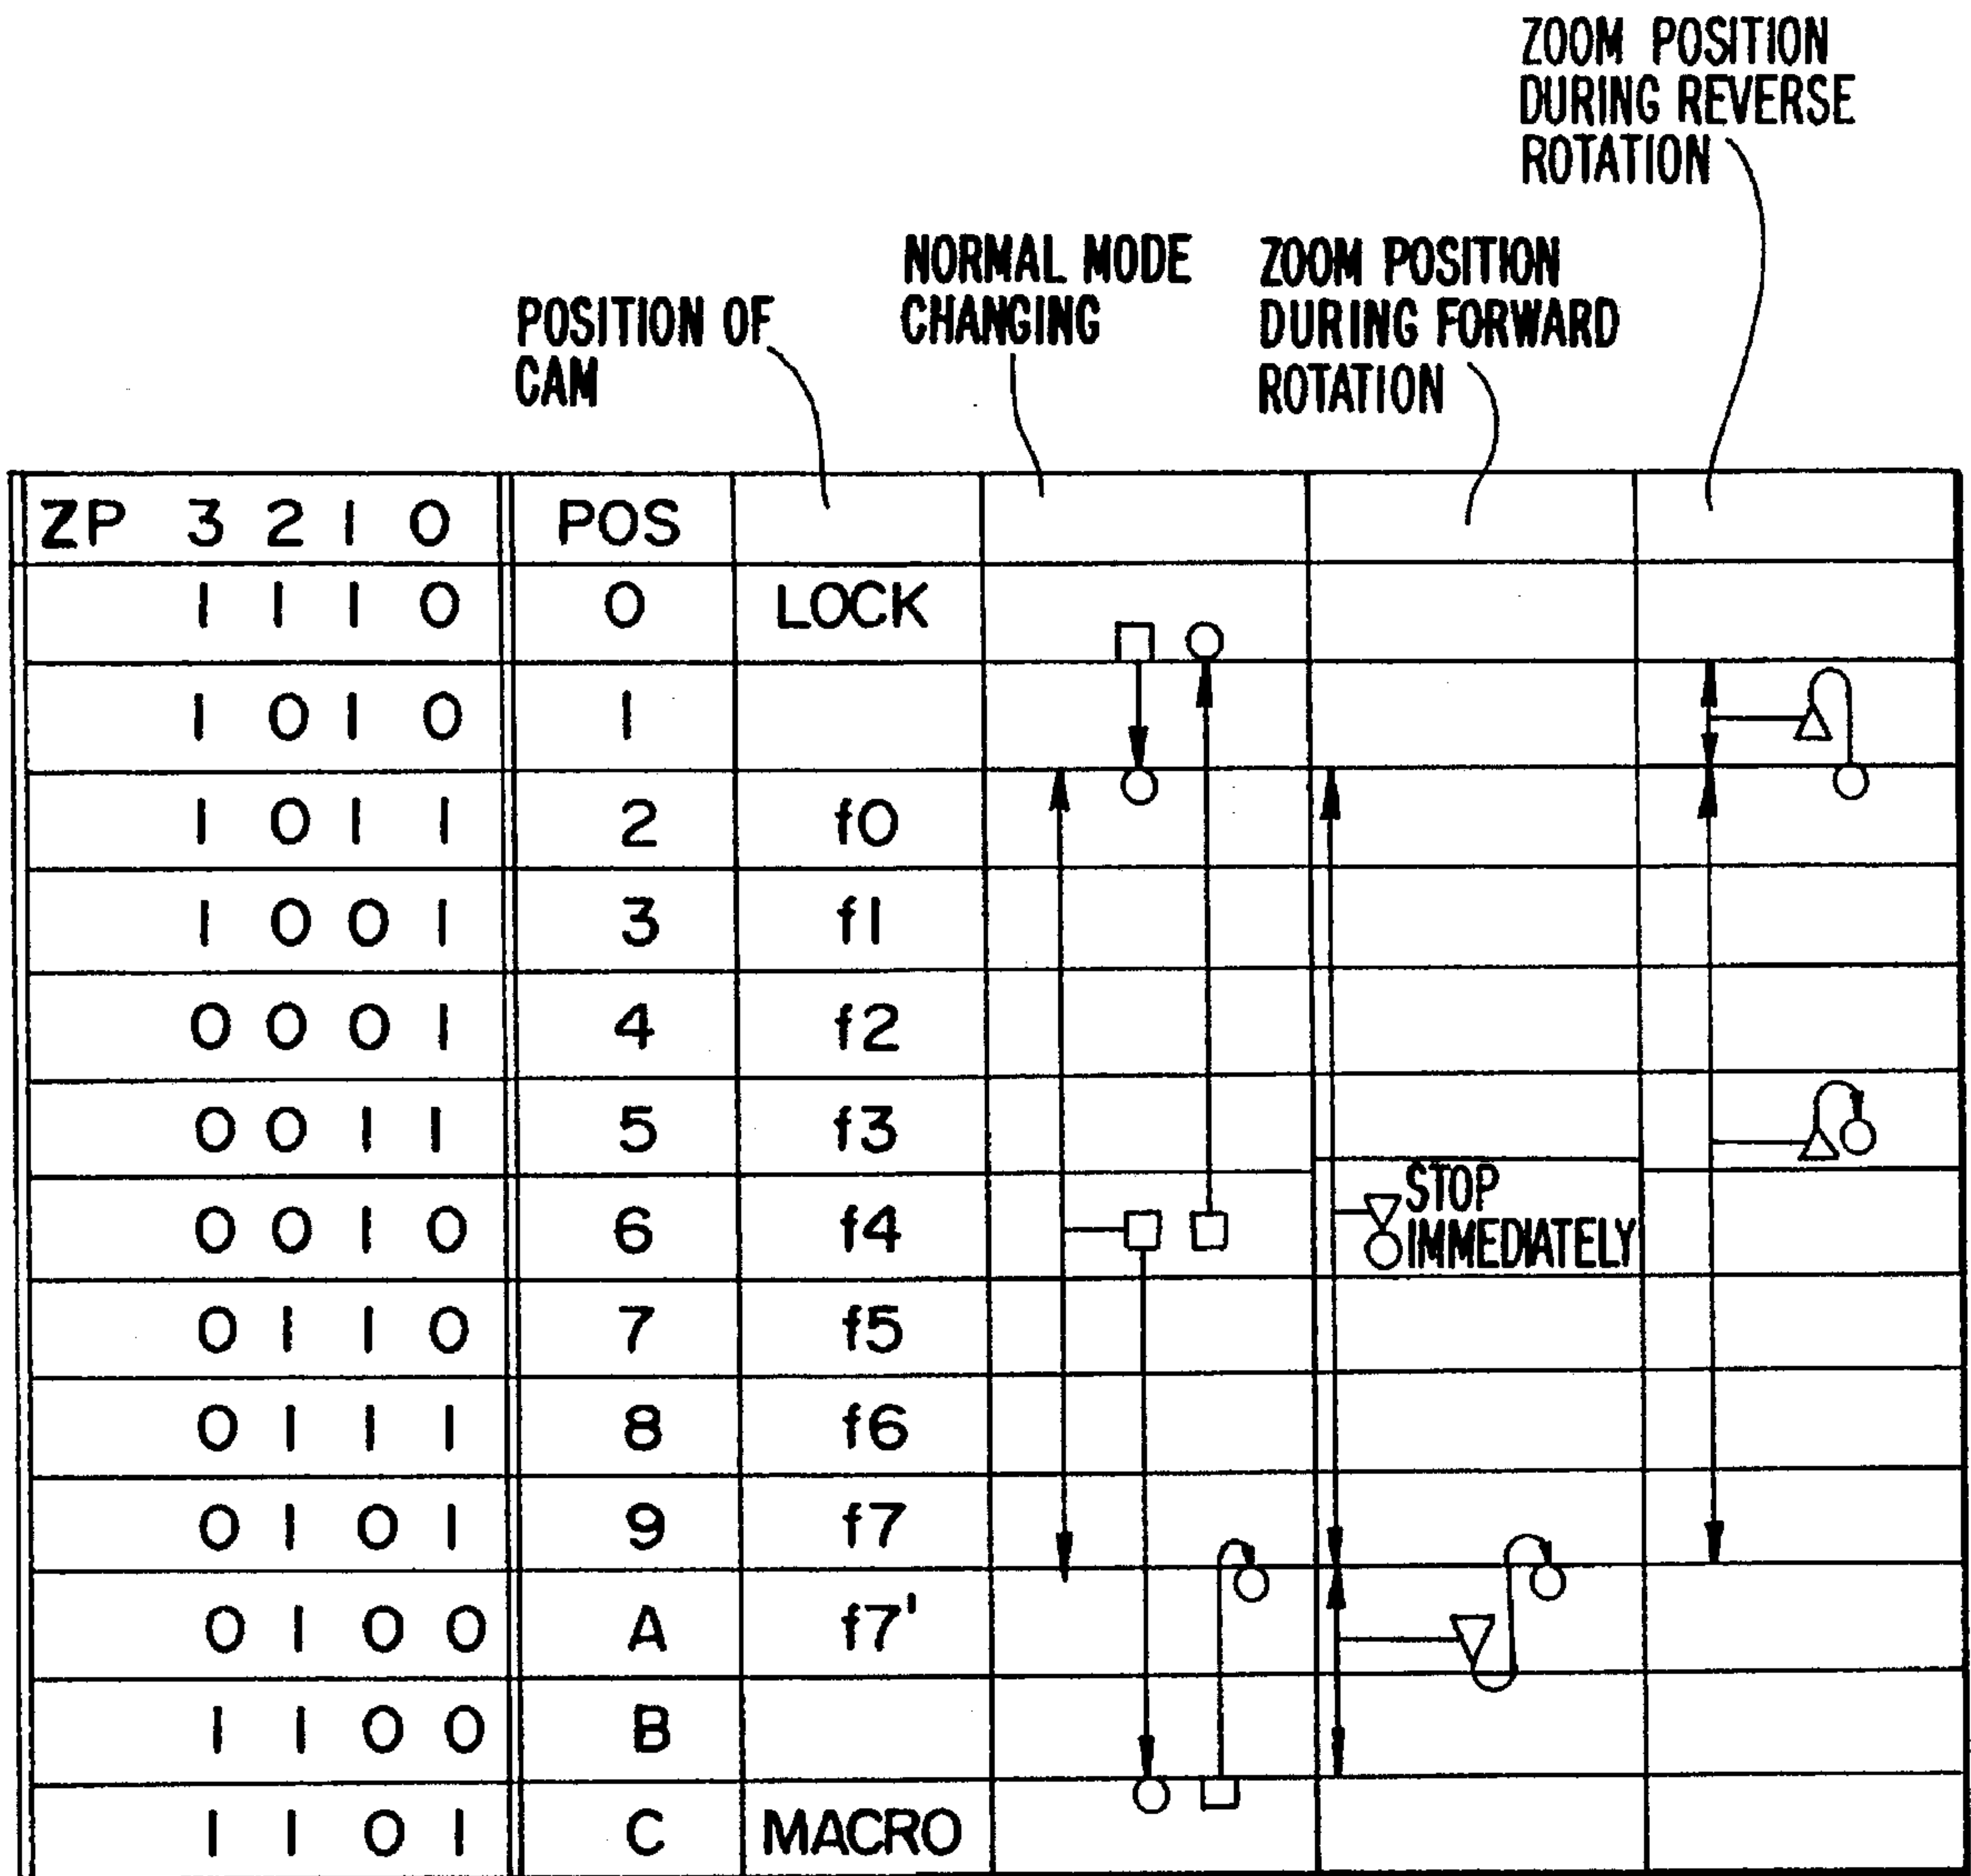 ZOOM POSITION
DURING REVERSE
ROTATION
NORMAL MODE
CHANGING
ZOOM POSITION
DURING FORWARD
ROTATION
POSITION OF
CAM
ZP 3 2 1 0 POS
1 1 1 0 0 LOCK
1 0 1 0 1
1 0 1 1 2 f0
1 0 0 1 3 f1
0 0 0 1 4 f2
0 0 1 1 5 f3
0 0 1 0 6 f4
STOP
IMMEDIATELY
0 1 1 0 7 f5
0 1 1 1 8 f6
0 1 0 1 9 f7
0 1 0 0 A f7'
1 1 0 0 B
1 1 0 1 C MACRO